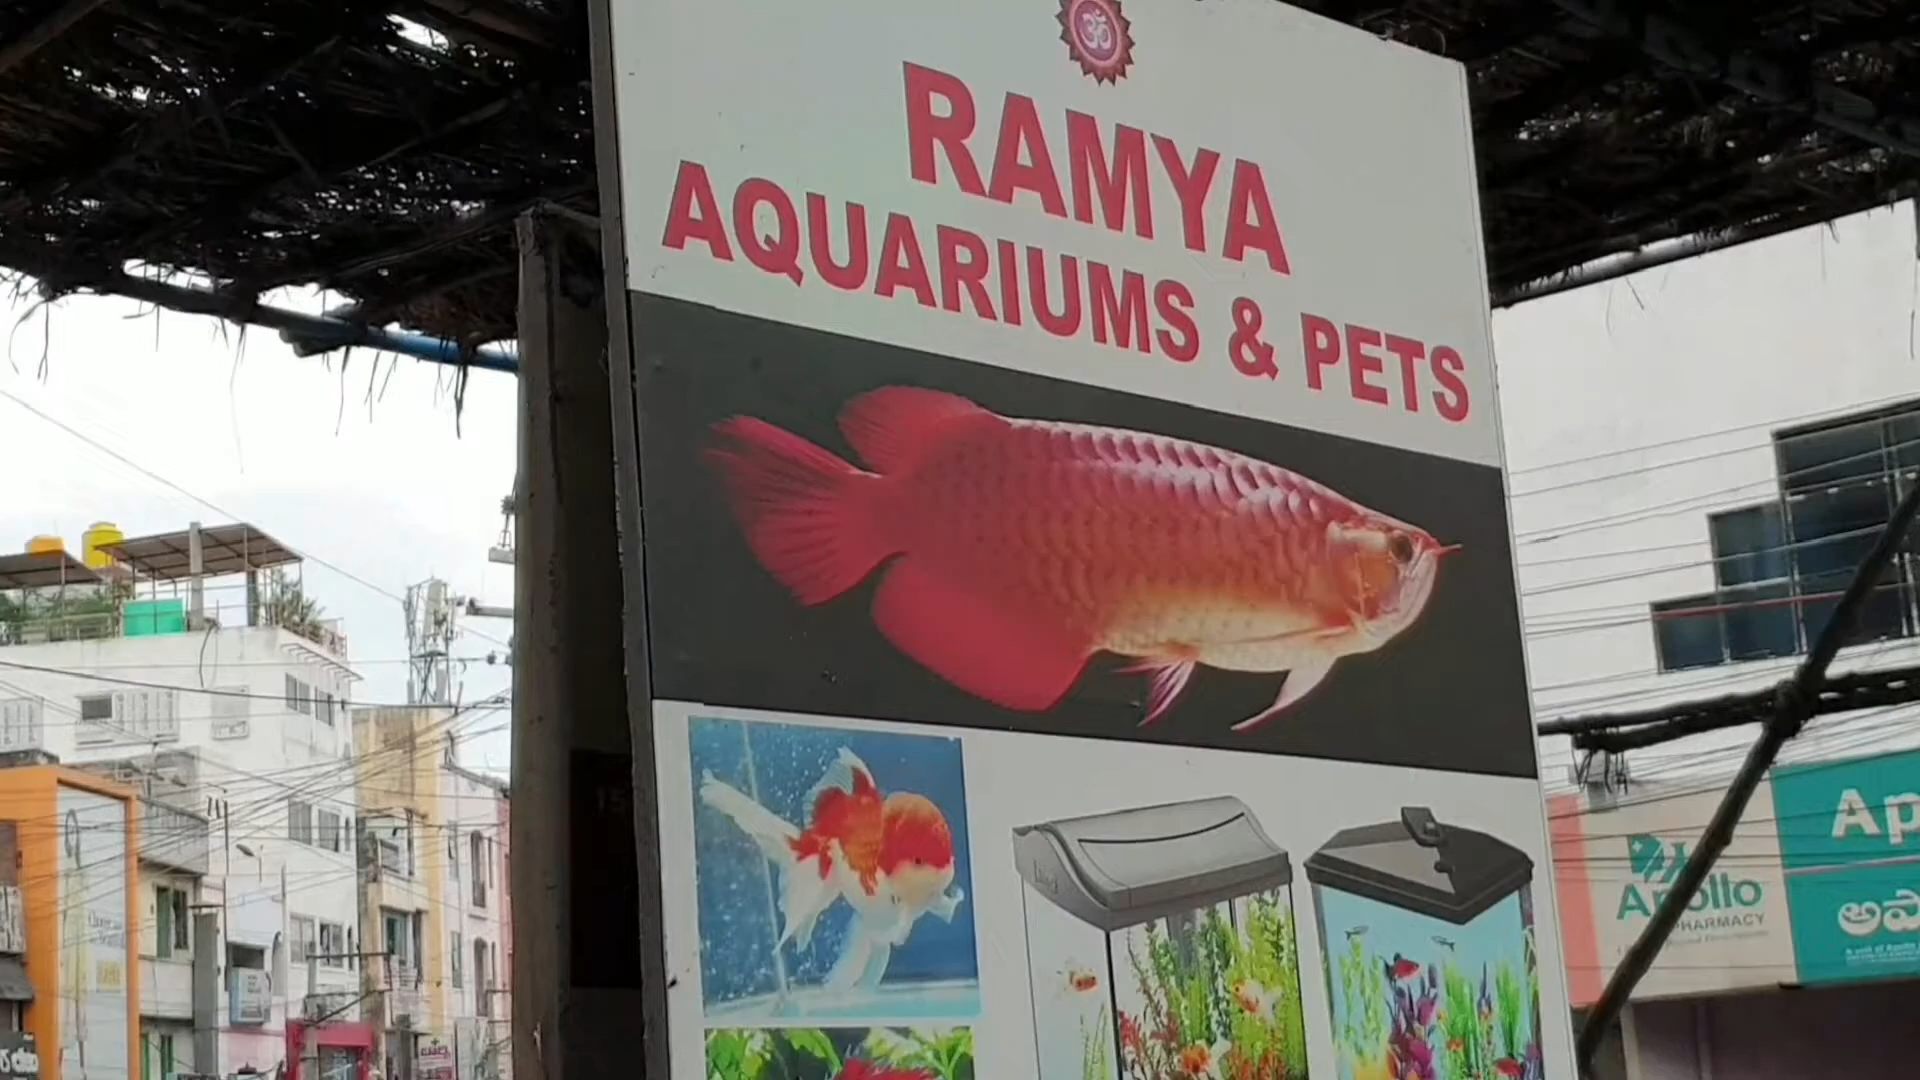 ॐ
RAMYA
AQUARIUMS & PETS
Apollo
PHARMACY
Ap
అపో